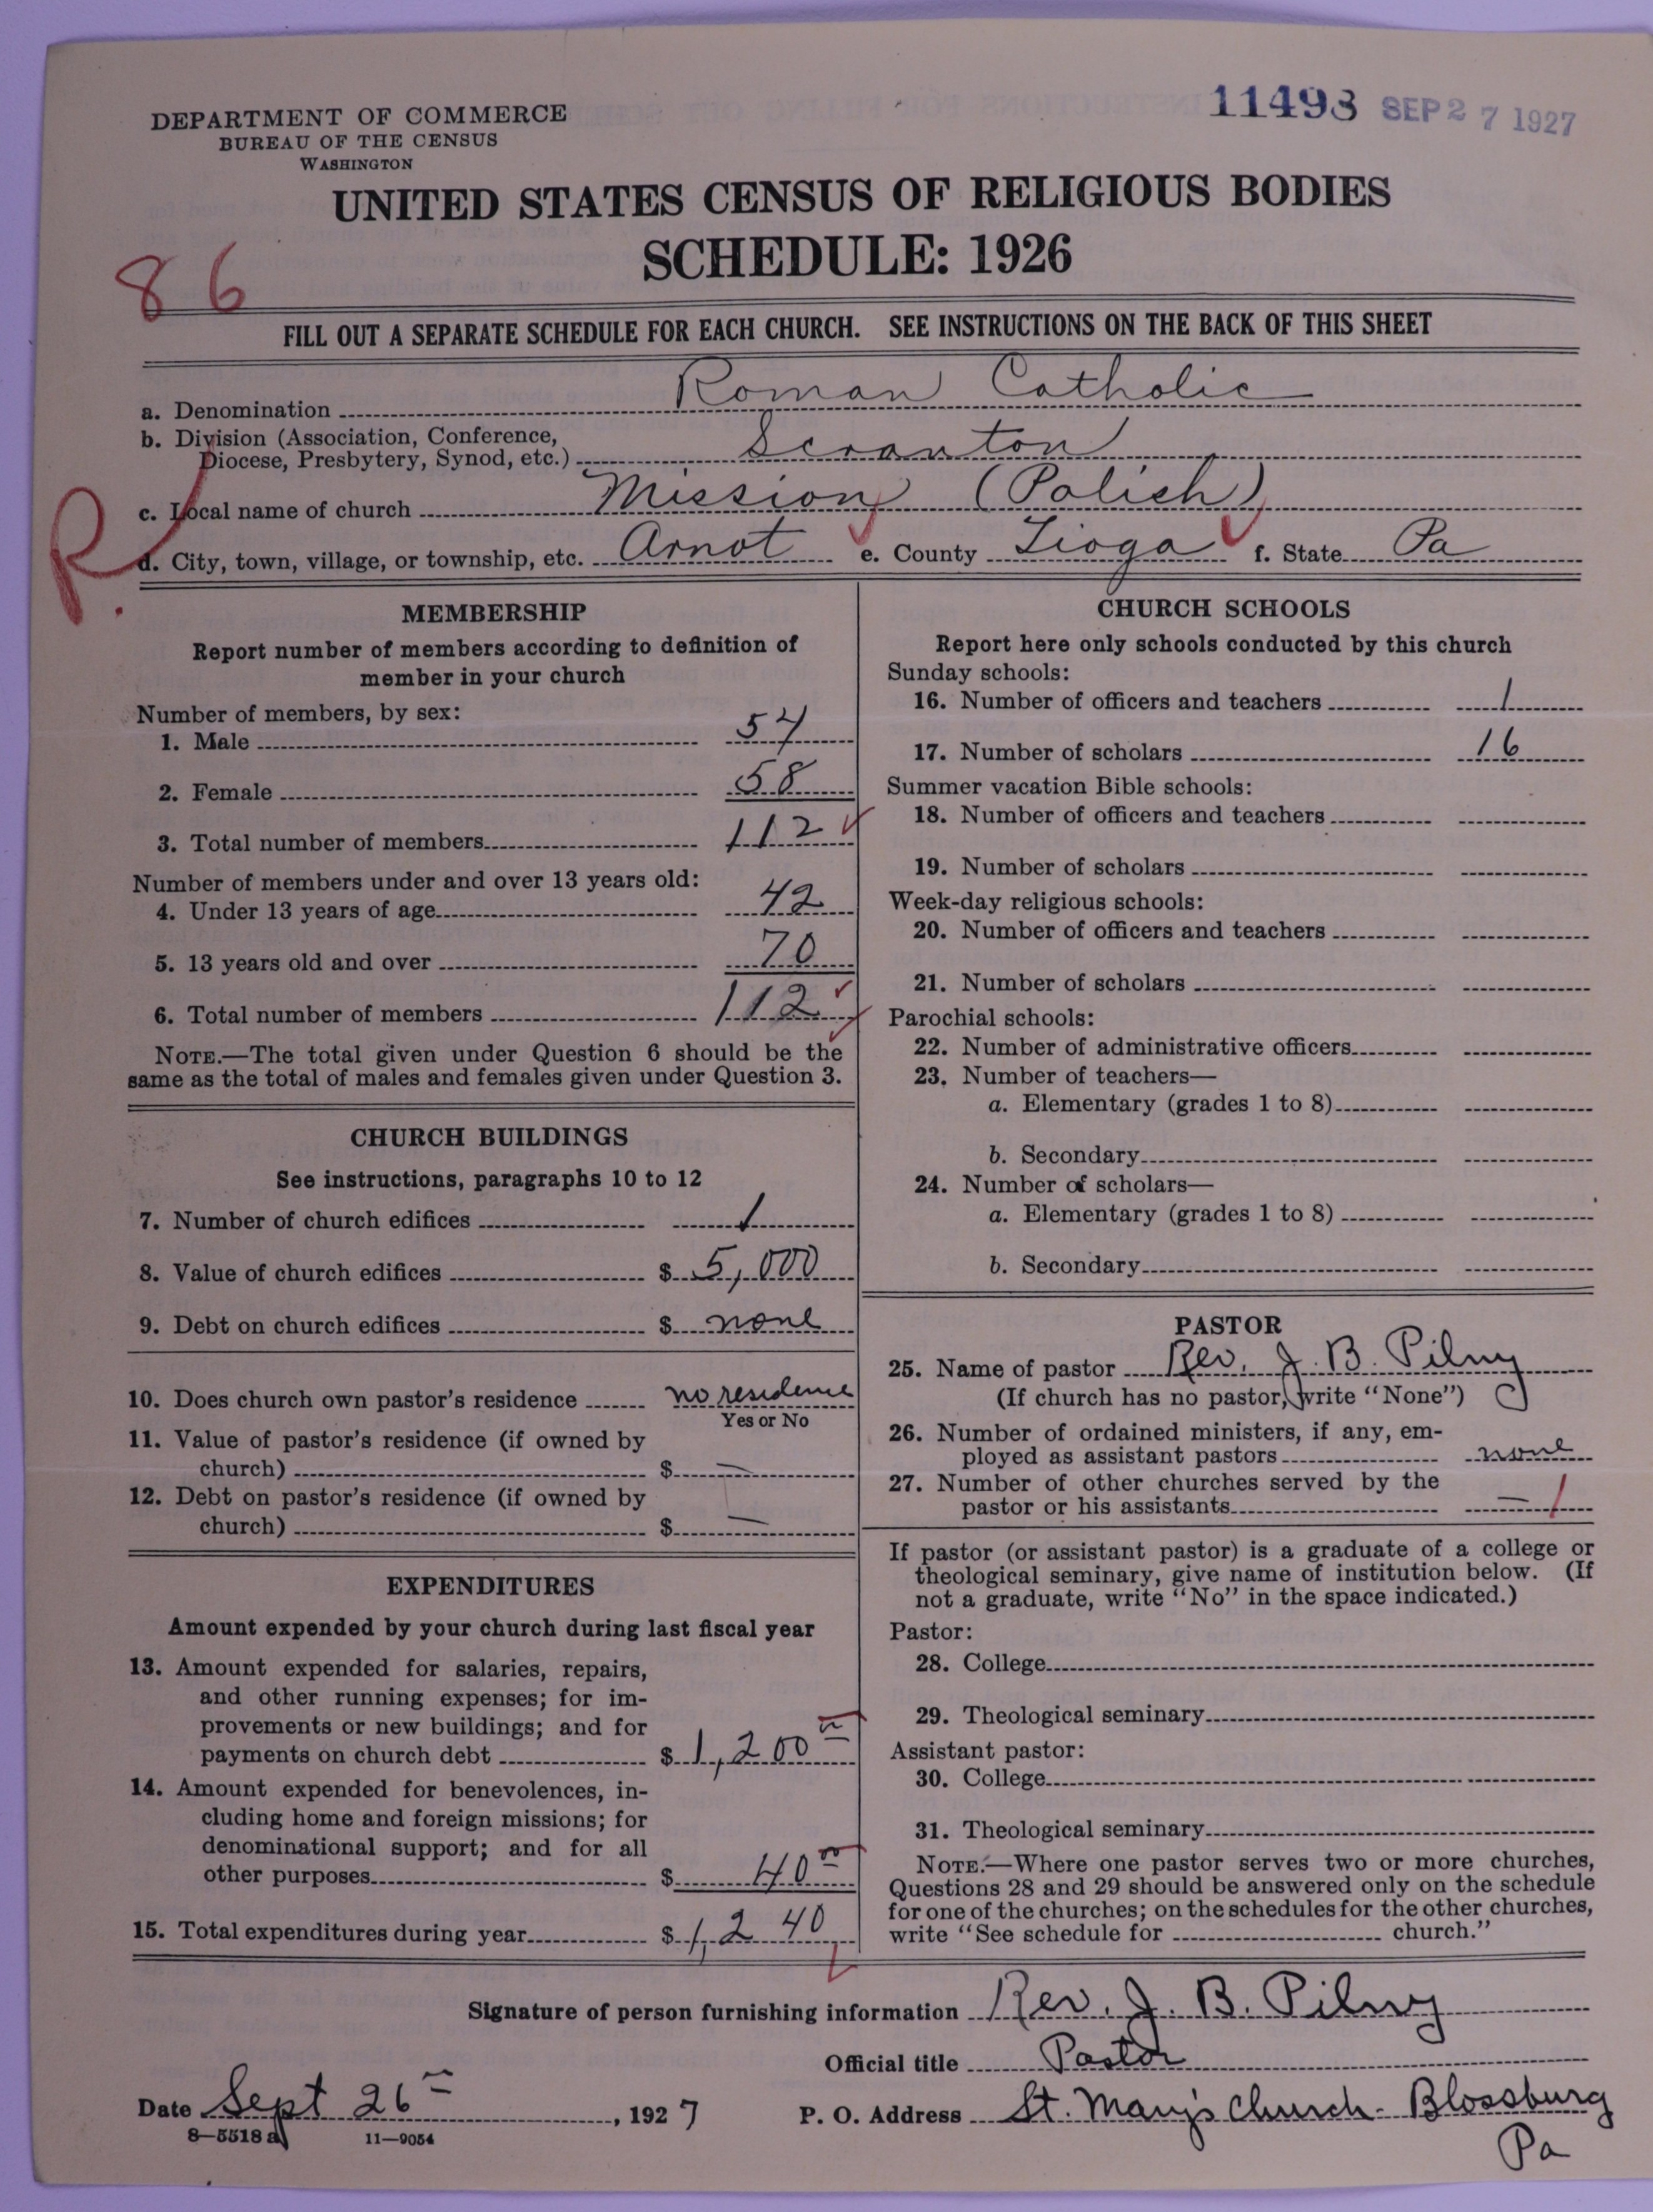 11493 SEP 27 1927
DEPARTMENT OF COMMERCE
BUREAU OF THE CENSUS
WASHINGTON
UNITED STATES CENSUS OF RELIGIOUS BODIES
SCHEDULE: 1926
86
FILL OUT A SEPARATE SCHEDULE FOR EACH CHURCH. SEE INSTRUCTIONS ON THE BACK OF THIS SHEET
a. Denomination Roman Catholic
b. Division (Association, Conference,
Diocese, Presbytery, Synod, etc.) Scranton
c. Local name of church Mission (Polish)
R.
d. City, town, village, or township, etc. Arnot e. County Tioga f. State Pa
MEMBERSHIP
Report number of members according to definition of
member in your church
Number of members, by sex:
1. Male 54
2. Female 58
3. Total number of members 112
Number of members under and over 13 years old:
4. Under 13 years of age 42
5. 13 years old and over 70
6. Total number of members 112
NOTE.—The total given under Question 6 should be the
same as the total of males and females given under Question 3.
CHURCH BUILDINGS
See instructions, paragraphs 10 to 12
7. Number of church edifices 1
8. Value of church edifices $ 5,000
9. Debt on church edifices $ none
10. Does church own pastor's residence no residence
Yes or No
11. Value of pastor's residence (if owned by
church) $ —
12. Debt on pastor's residence (if owned by
church) $ —
EXPENDITURES
Amount expended by your church during last fiscal year
13. Amount expended for salaries, repairs,
and other running expenses; for im-
provements or new buildings; and for
payments on church debt $ 1,200 00
14. Amount expended for benevolences, in-
cluding home and foreign missions; for
denominational support; and for all
other purposes $ 40 00
15. Total expenditures during year $ 1,240
CHURCH SCHOOLS
Report here only schools conducted by this church
Sunday schools:
16. Number of officers and teachers 1
17. Number of scholars 16
Summer vacation Bible schools:
18. Number of officers and teachers
19. Number of scholars
Week-day religious schools:
20. Number of officers and teachers
21. Number of scholars
Parochial schools:
22. Number of administrative officers
23. Number of teachers—
a. Elementary (grades 1 to 8)
b. Secondary
24. Number of scholars—
a. Elementary (grades 1 to 8)
b. Secondary
PASTOR
25. Name of pastor Rev. J. B. Pilny
(If church has no pastor, write "None")
26. Number of ordained ministers, if any, em-
ployed as assistant pastors none
27. Number of other churches served by the
pastor or his assistants — 1
If pastor (or assistant pastor) is a graduate of a college or
theological seminary, give name of institution below. (If
not a graduate, write "No" in the space indicated.)
Pastor:
28. College
29. Theological seminary
Assistant pastor:
30. College
31. Theological seminary
NOTE.—Where one pastor serves two or more churches,
Questions 28 and 29 should be answered only on the schedule
for one of the churches; on the schedules for the other churches,
write "See schedule for church."
Signature of person furnishing information Rev. J. B. Pilny
Official title Pastor
Date Sept 26, 1927 P. O. Address St. Mary's Church - Blossburg
Pa
8—5518 a 11—9054